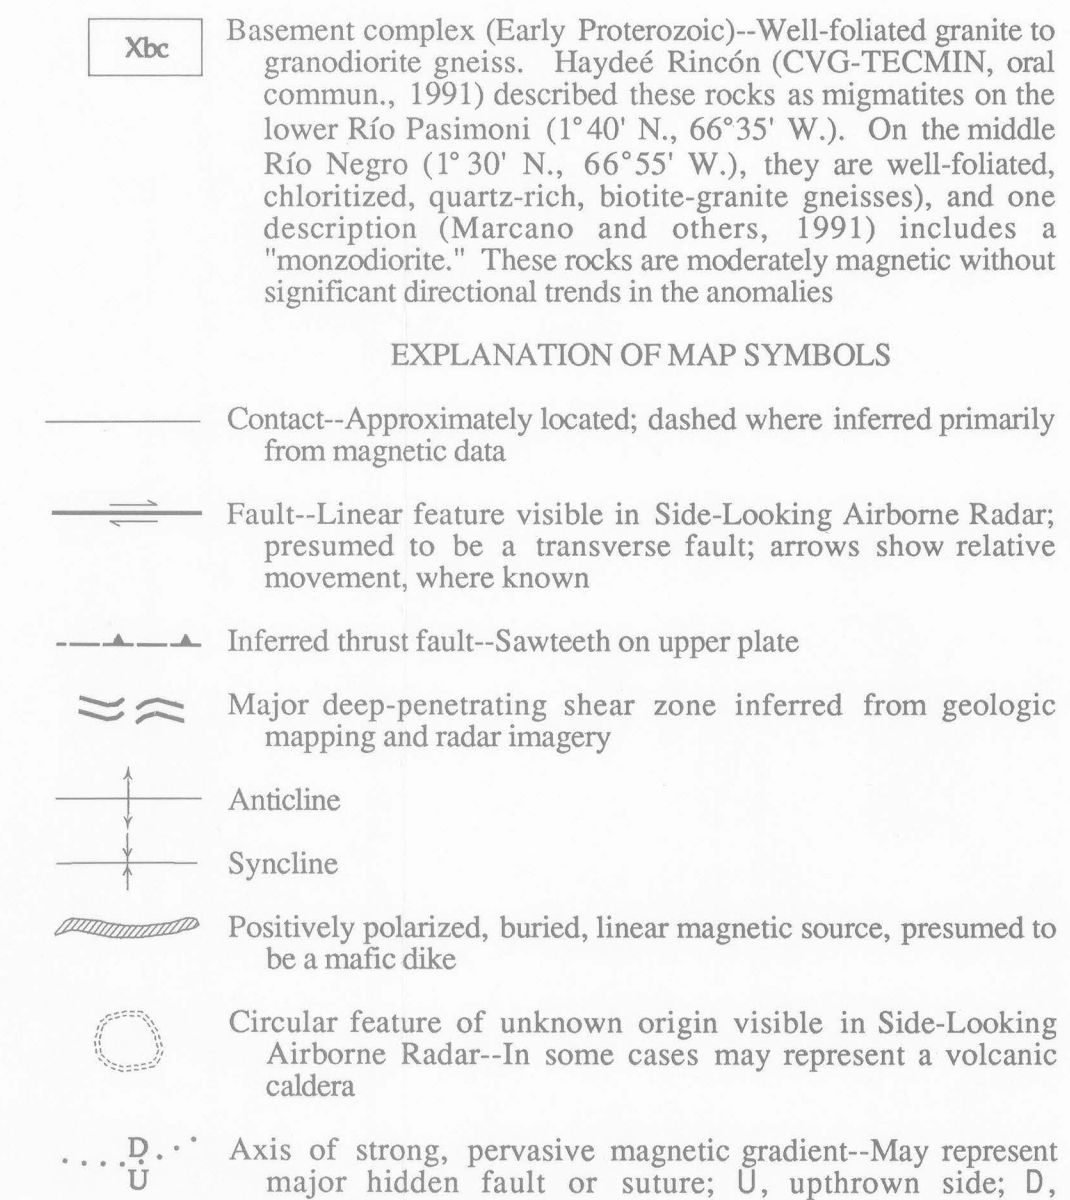 Xbc
Basement complex (Early Proterozoic)--Well-foliated granite to
granodiorite gneiss. Haydeé Rincón (CVG-TECMIN, oral
commun., 1991) described these rocks as migmatites on the
lower Río Pasimoni (1°40' N., 66°35' W.). On the middle
Río Negro (1°30' N., 66°55' W.), they are well-foliated,
chloritized, quartz-rich, biotite-granite gneisses), and one
description (Marcano and others, 1991) includes a
"monzodiorite." These rocks are moderately magnetic without
significant directional trends in the anomalies
EXPLANATION OF MAP SYMBOLS
Contact--Approximately located; dashed where inferred primarily
from magnetic data
Fault--Linear feature visible in Side-Looking Airborne Radar;
presumed to be a transverse fault; arrows show relative
movement, where known
Inferred thrust fault--Sawteeth on upper plate
Major deep-penetrating shear zone inferred from geologic
mapping and radar imagery
Anticline
Syncline
Positively polarized, buried, linear magnetic source, presumed to
be a mafic dike
Circular feature of unknown origin visible in Side-Looking
Airborne Radar--In some cases may represent a volcanic
caldera
D
U
Axis of strong, pervasive magnetic gradient--May represent
major hidden fault or suture; U, upthrown side; D,